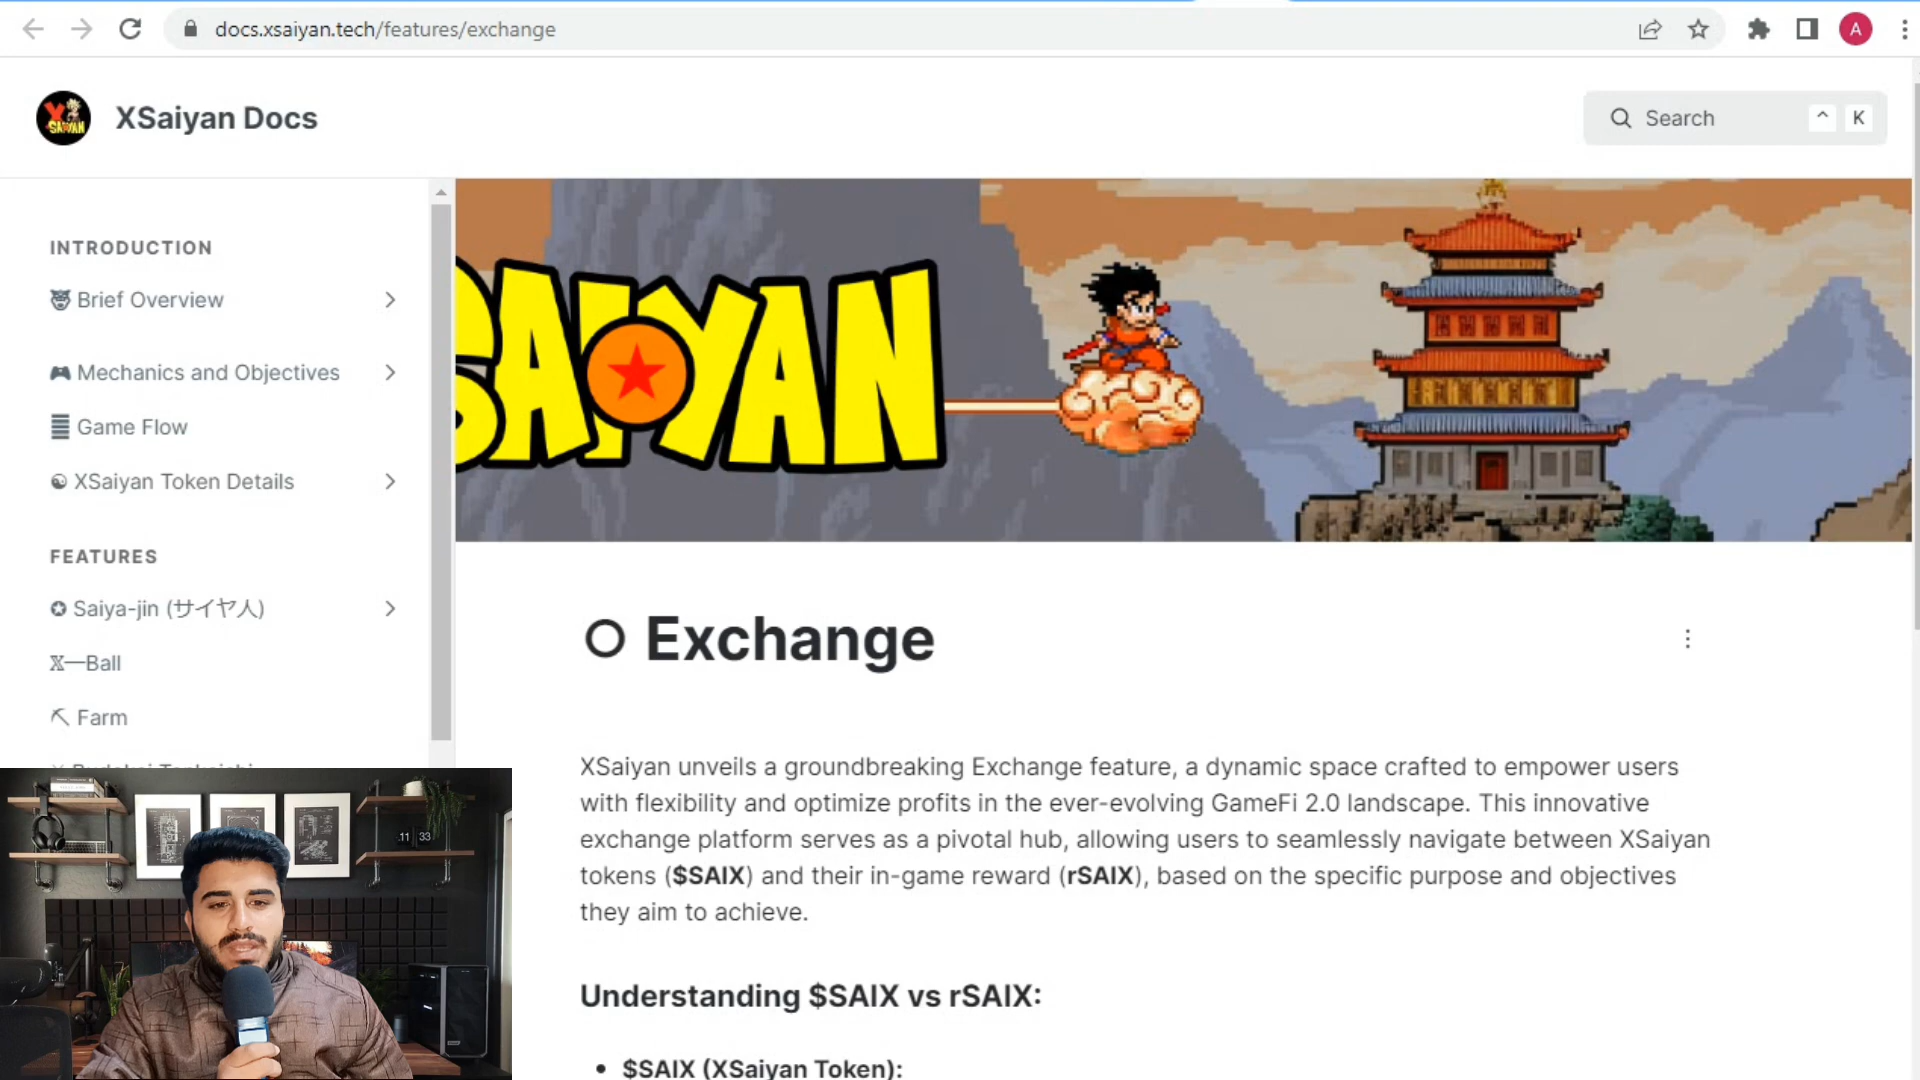 docs.xsaiyan.tech/features/exchange
A
XSaiyan Docs
Search
^ K
INTRODUCTION
Brief Overview
Mechanics and Objectives
Game Flow
XSaiyan Token Details
FEATURES
Saiya-jin (サイヤ人)
𝕏—Ball
Farm
SAIYAN
Exchange
XSaiyan unveils a groundbreaking Exchange feature, a dynamic space crafted to empower users
with flexibility and optimize profits in the ever-evolving GameFi 2.0 landscape. This innovative
exchange platform serves as a pivotal hub, allowing users to seamlessly navigate between XSaiyan
tokens ($SAIX) and their in-game reward (rSAIX), based on the specific purpose and objectives
they aim to achieve.
Understanding $SAIX vs rSAIX:
• $SAIX (XSaiyan Token):
11 33